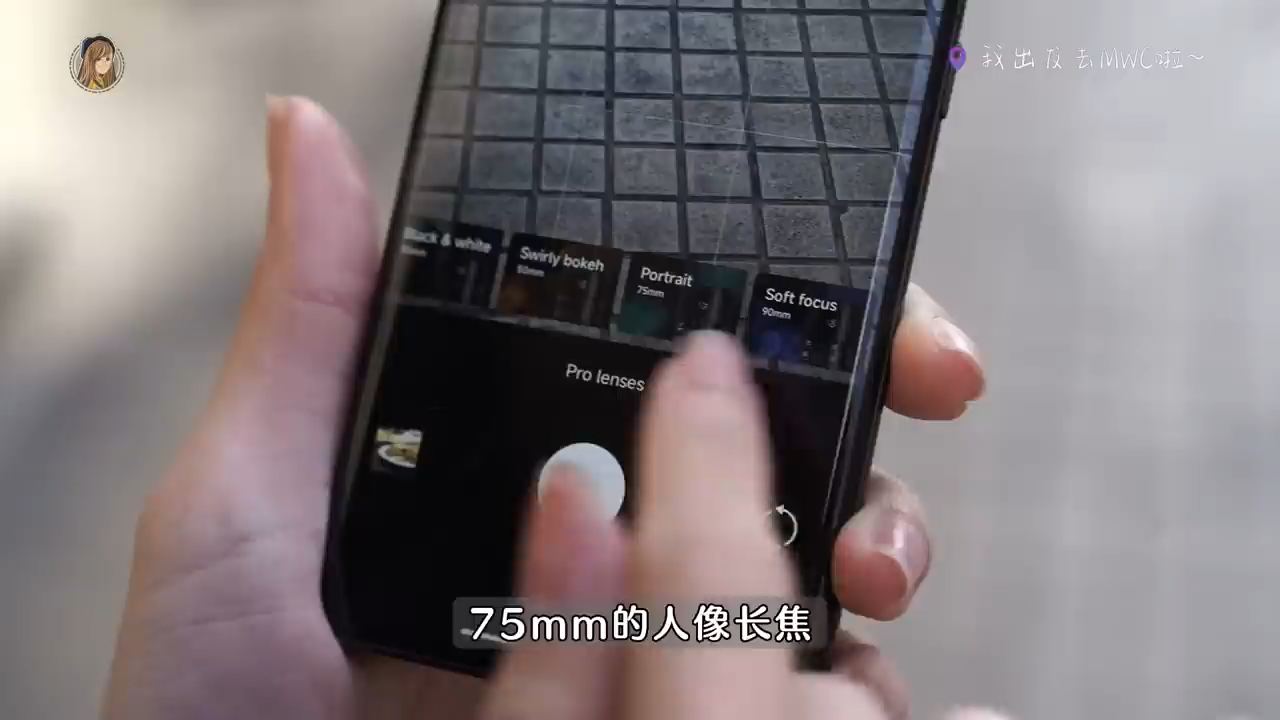 我出发去MWC啦~
Black & white
Swirly bokeh
50mm
Portrait
75mm
Soft focus
90mm
Pro lenses
75mm的人像长焦